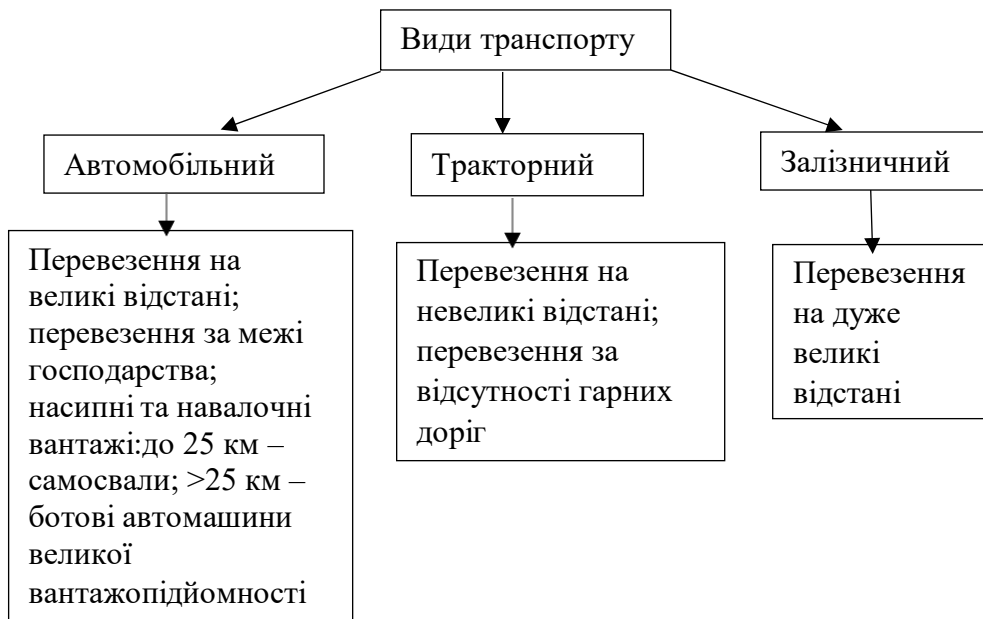 Види транспорту
Автомобільний
Тракторний
Залізничний
Перевезення на
великі відстані;
перевезення за межі
господарства;
насипні та навалочні
вантажі:до 25 км –
самосвали; >25 км –
ботові автомашини
великої
вантажопідйомності
Перевезення на
невеликі відстані;
перевезення за
відсутності гарних
доріг
Перевезення
на дуже
великі
відстані